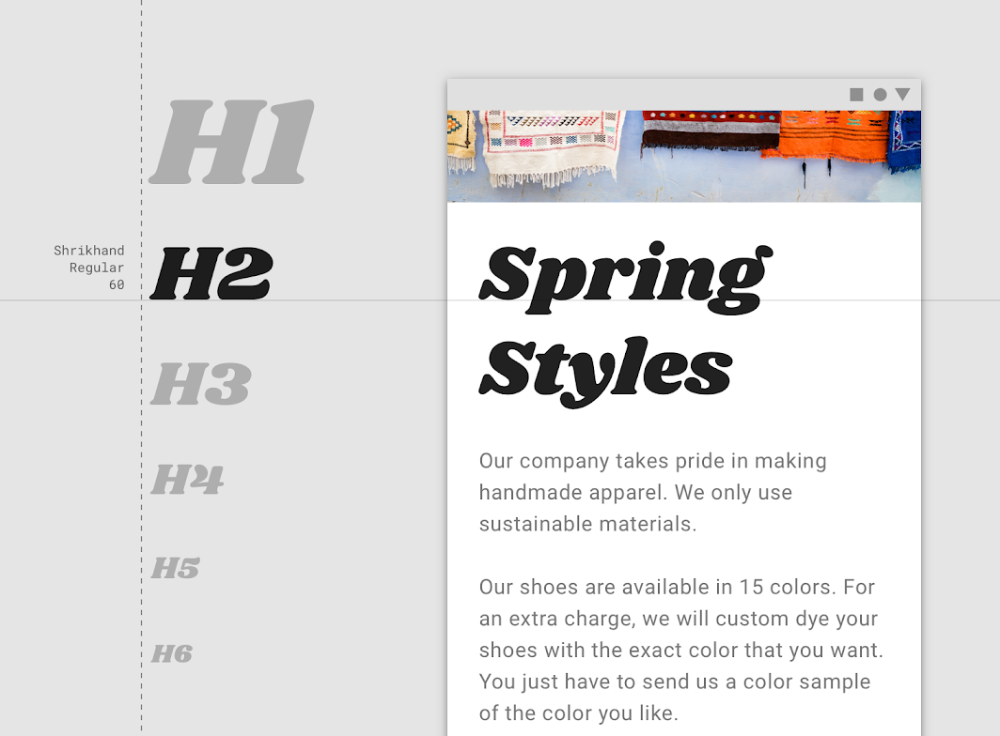 H1
Shrikhand
Regular
60
H2
H3
H4
H5
H6
Spring
Styles
Our company takes pride in making
handmade apparel. We only use
sustainable materials.
Our shoes are available in 15 colors. For
an extra charge, we will custom dye your
shoes with the exact color that you want.
You just have to send us a color sample
of the color you like.